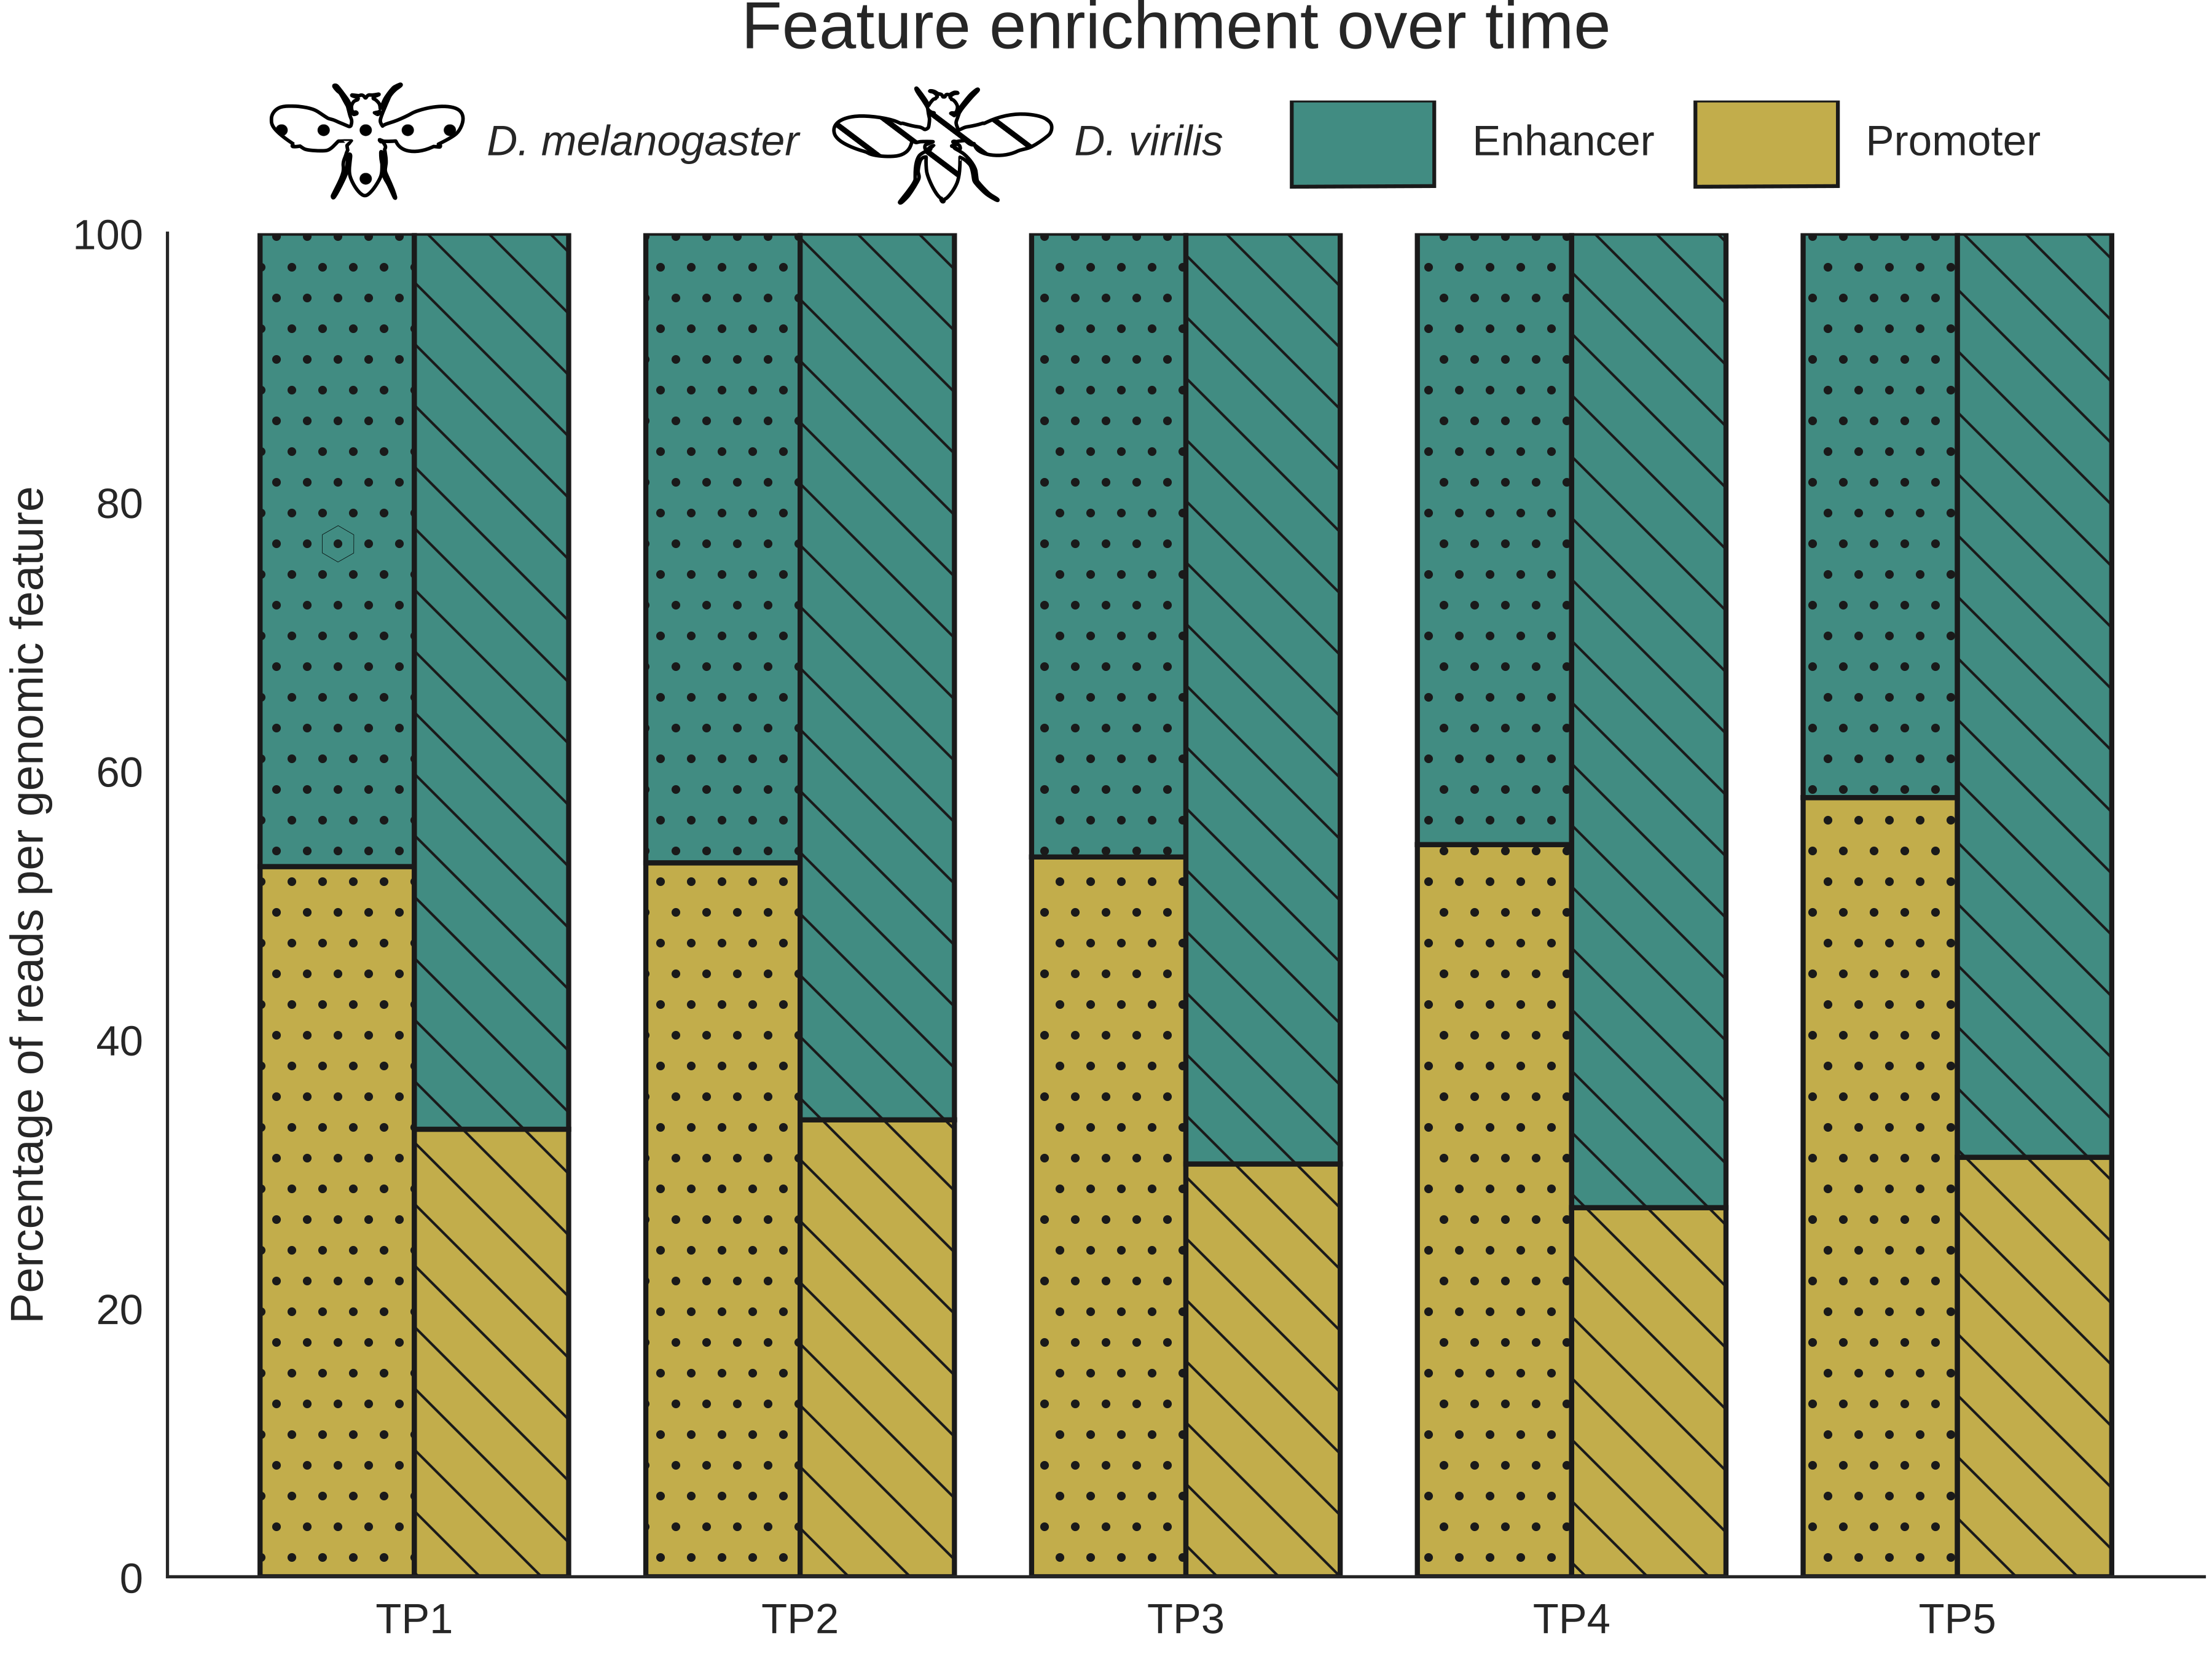 Feature enrichment over time
D. melanogaster
D. virilis
Enhancer
Promoter
Percentage of reads per genomic feature
100
80
60
40
20
0
TP1
TP2
TP3
TP4
TP5